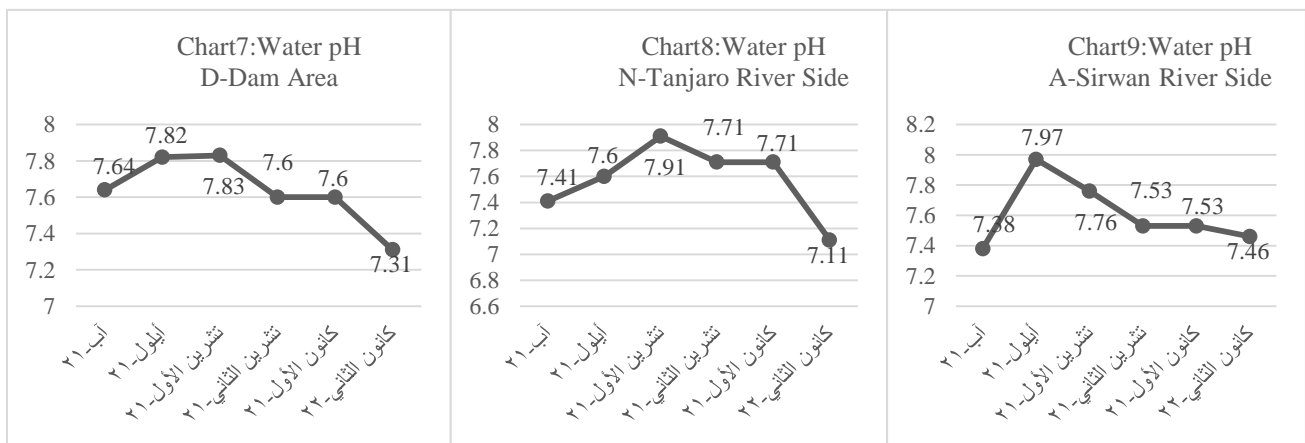 Chart7:Water pH
D-Dam Area
8
7.8
7.6
7.4
7.2
7
7.64
7.82
7.83
7.6
7.6
7.31
آب-٢١
أيلول-٢١
تشرين الأول-٢١
تشرين الثاني-٢١
كانون الأول-٢١
كانون الثاني-٢٢
Chart8:Water pH
N-Tanjaro River Side
8
7.8
7.6
7.4
7.2
7
6.8
6.6
7.41
7.6
7.91
7.71
7.71
7.11
آب-٢١
أيلول-٢١
تشرين الأول-٢١
تشرين الثاني-٢١
كانون الأول-٢١
كانون الثاني-٢٢
Chart9:Water pH
A-Sirwan River Side
8.2
8
7.8
7.6
7.4
7.2
7
7.38
7.97
7.76
7.53
7.53
7.46
آب-٢١
أيلول-٢١
تشرين الأول-٢١
تشرين الثاني-٢١
كانون الأول-٢١
كانون الثاني-٢٢